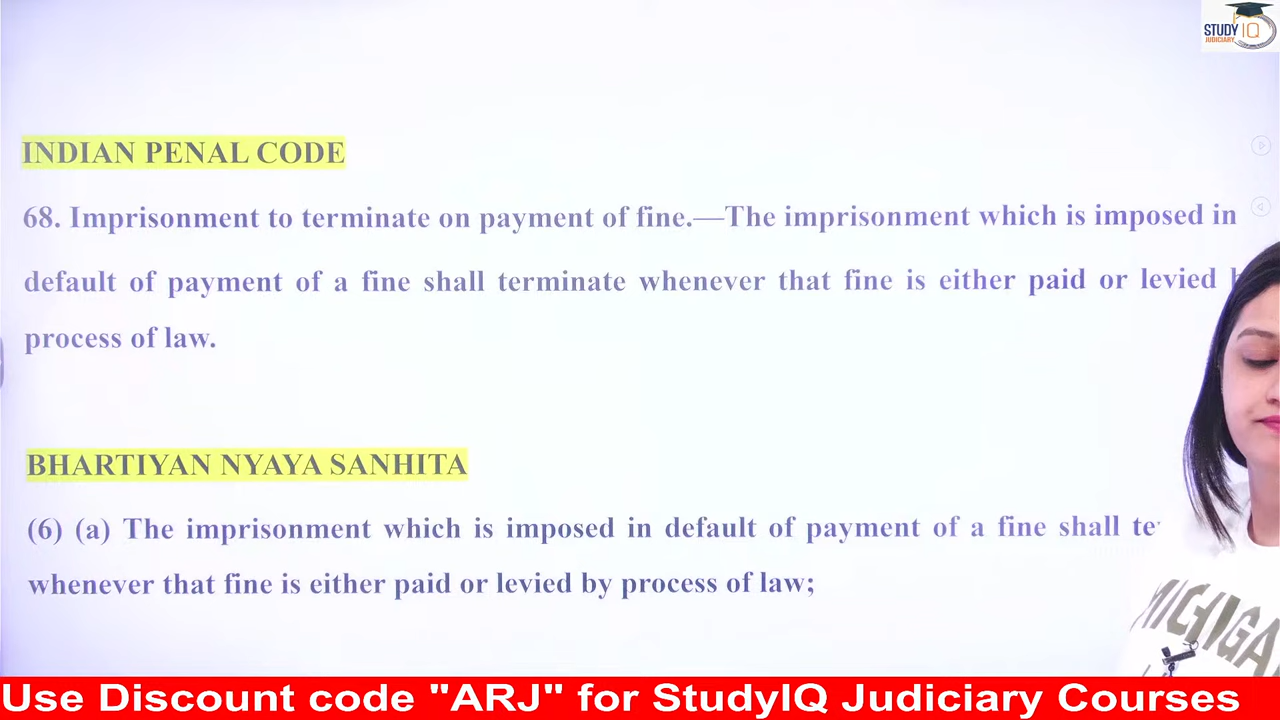 STUDY IQ
JUDICIARY
INDIAN PENAL CODE
68. Imprisonment to terminate on payment of fine.—The imprisonment which is imposed in
default of payment of a fine shall terminate whenever that fine is either paid or levied
process of law.
BHARTIYAN NYAYA SANHITA
(6) (a) The imprisonment which is imposed in default of payment of a fine shall
whenever that fine is either paid or levied by process of law;
MICHIGA
Use Discount code "ARJ" for StudyIQ Judiciary Courses